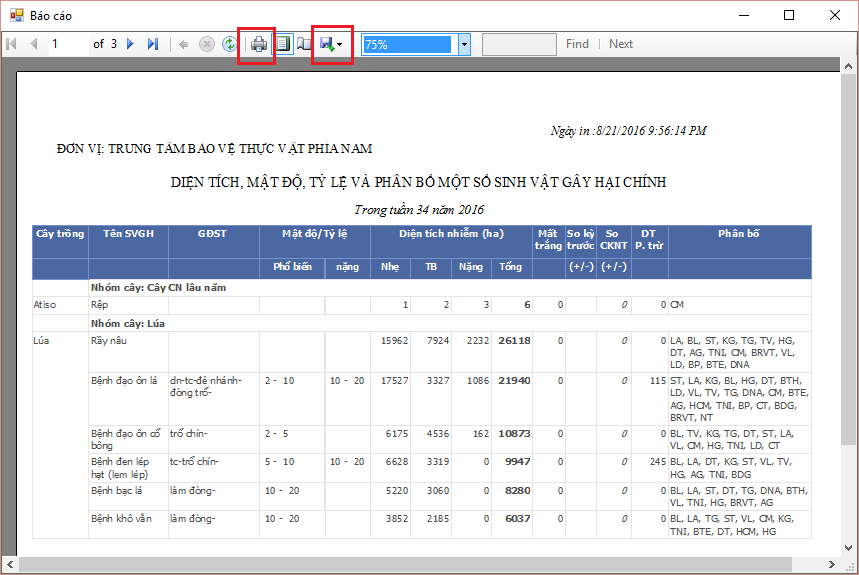 Báo cáo
1 of 3 75% Find Next
Ngày in :8/21/2016 9:56:14 PM
ĐƠN VỊ: TRUNG TÂM BẢO VỆ THỰC VẬT PHÍA NAM
DIỆN TÍCH, MẬT ĐỘ, TỶ LỆ VÀ PHÂN BỐ MỘT SỐ SINH VẬT GÂY HẠI CHÍNH
Trong tuần 34 năm 2016
Cây trồng Tên SVGH GĐST Mật độ/Tỷ lệ Diện tích nhiễm (ha) Mất So kỳ So DT Phân bố
trắng trước CKNT P. trừ
Phổ biến nặng Nhẹ TB Nặng Tổng (+/-) (+/-)
Nhóm cây: Cây CN lâu năm
Atiso Rệp 1 2 3 6 0 0 0 CM
Nhóm cây: Lúa
Lúa Rầy nâu 15962 7924 2232 26118 0 0 0 LA, BL, ST, KG, TG, TV, HG,
DT, AG, TNI, CM, BRVT, VL,
LD, BP, BTE, DNA
Bệnh đạo ôn lá dn-tc-đẻ nhánh- 2 - 10 10 - 20 17527 3327 1086 21940 0 0 115 ST, LA, KG, BL, HG, DT, BTH,
đòng trổ- LD, VL, TV, TG, DNA, CM, BTE,
AG, HCM, TNI, BP, CT, BDG,
BRVT, NT
Bệnh đạo ôn cổ trổ chín- 2 - 5 6175 4536 162 10873 0 0 0 BL, TV, KG, TG, DT, ST, LA,
bông VL, CM, HG, TNI, LD, CT
Bệnh đen lép tc-trổ chín- 5 - 10 10 - 20 6628 3319 0 9947 0 0 245 BL, LA, DT, KG, ST, VL, TV,
hạt (lem lép) HG, AG, TNI, BDG
Bệnh bạc lá làm đòng- 10 - 20 5220 3060 0 8280 0 0 0 BL, LA, ST, DT, TG, DNA, BTH,
VL, TNI, HG, BRVT, AG
Bệnh khô vằn làm đòng- 10 - 20 3852 2185 0 6037 0 0 0 BL, LA, TG, ST, VL, CM, KG,
TNI, BTE, DT, HCM, HG